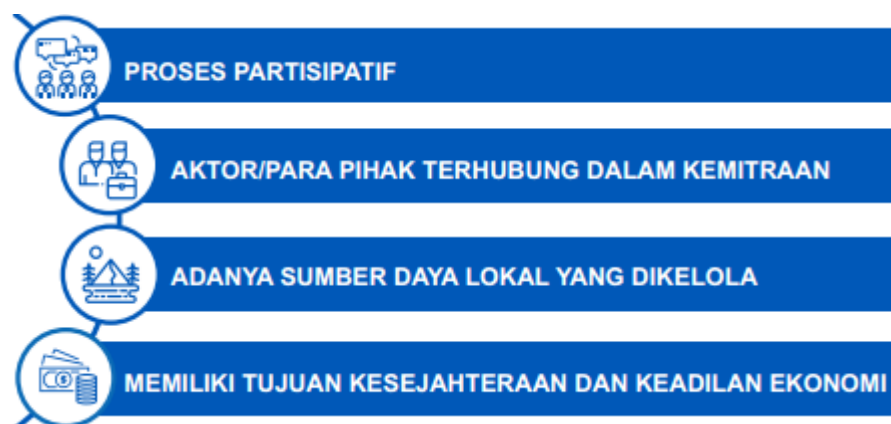 PROSES PARTISIPATIF
AKTOR/PARA PIHAK TERHUBUNG DALAM KEMITRAAN
ADANYA SUMBER DAYA LOKAL YANG DIKELOLA
MEMILIKI TUJUAN KESEJAHTERAAN DAN KEADILAN EKONOMI